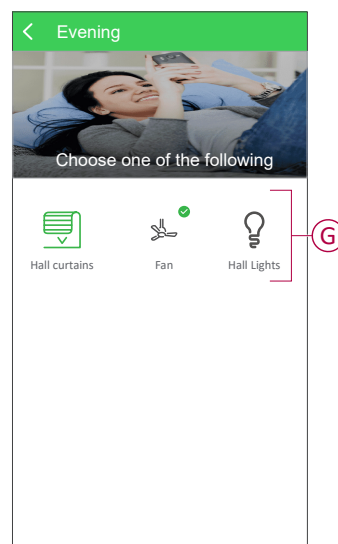 Evening
Choose one of the following
Hall curtains Fan Hall Lights
G